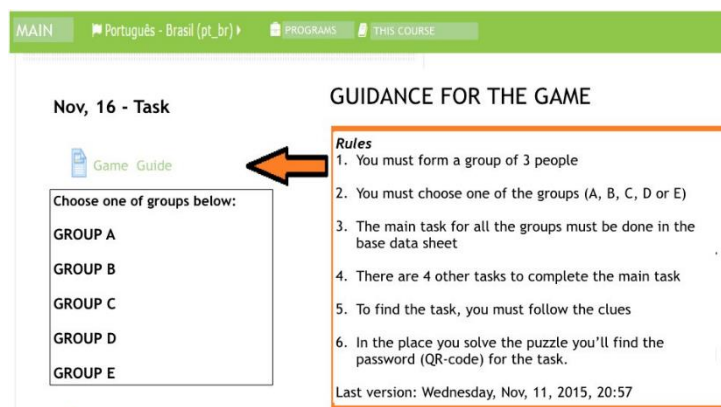 MAIN
Português - Brasil (pt_br)
PROGRAMS
THIS COURSE
Nov, 16 - Task
Game Guide
Choose one of groups below:
GROUP A
GROUP B
GROUP C
GROUP D
GROUP E
GUIDANCE FOR THE GAME
Rules
1. You must form a group of 3 people
2. You must choose one of the groups (A, B, C, D or E)
3. The main task for all the groups must be done in the
base data sheet
4. There are 4 other tasks to complete the main task
5. To find the task, you must follow the clues
6. In the place you solve the puzzle you’ll find the
password (QR-code) for the task.
Last version: Wednesday, Nov, 11, 2015, 20:57